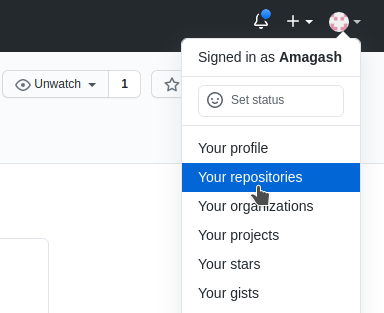 Signed in as Amagash
Unwatch 1
Set status
Your profile
Your repositories
Your organizations
Your projects
Your stars
Your gists